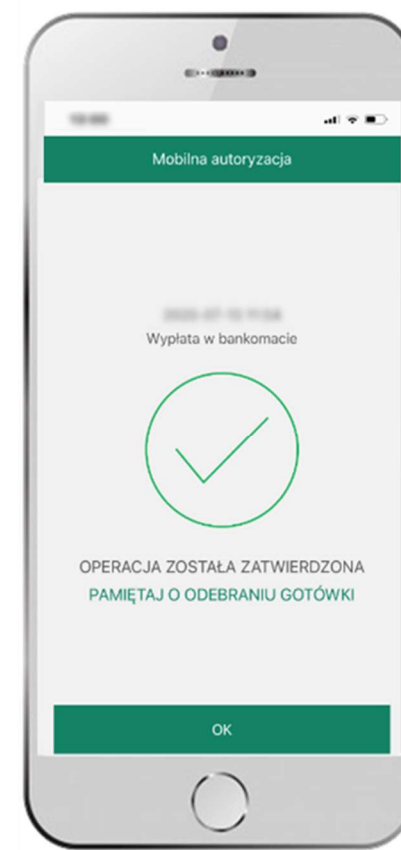 Mobilna autoryzacja
Wypłata w bankomacie
OPERACJA ZOSTAŁA ZATWIERDZONA
PAMIĘTAJ O ODEBRANIU GOTÓWKI
OK